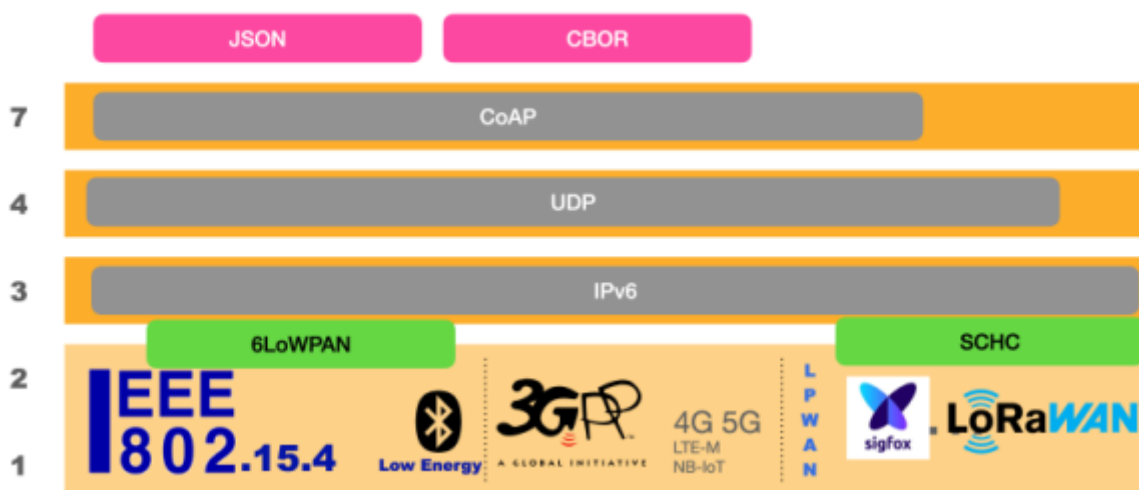 JSON
CBOR
7
CoAP
4
UDP
3
IPv6
6LoWPAN
SCHC
2
1
IEEE
802.15.4
Low Energy
3GPP
A GLOBAL INITIATIVE
4G 5G
LTE-M
NB-IoT
LPWAN
sigfox
LoRaWAN